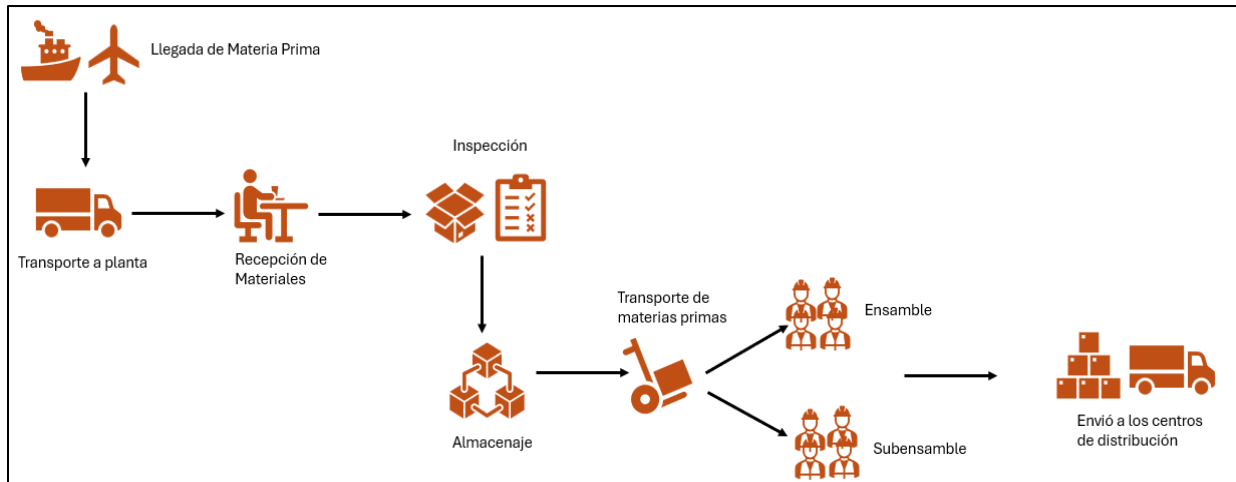 Llegada de Materia Prima
Inspección
Transporte a planta
Recepción de
Materiales
Transporte de
materias primas
Ensamble
Almacenaje
Subensamble
Envió a los centros
de distribución